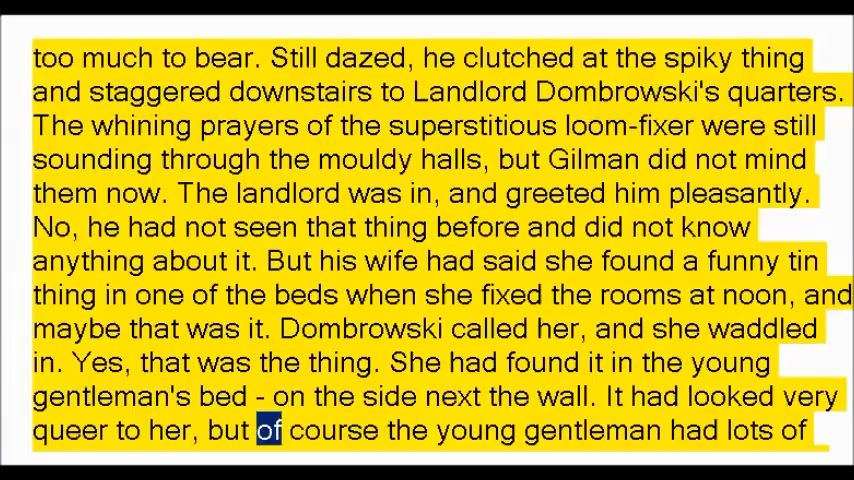 too much to bear. Still dazed, he clutched at the spiky thing
and staggered downstairs to Landlord Dombrowski's quarters.
The whining prayers of the superstitious loom-fixer were still
sounding through the mouldy halls, but Gilman did not mind
them now. The landlord was in, and greeted him pleasantly.
No, he had not seen that thing before and did not know
anything about it. But his wife had said she found a funny tin
thing in one of the beds when she fixed the rooms at noon, and
maybe that was it. Dombrowski called her, and she waddled
in. Yes, that was the thing. She had found it in the young
gentleman's bed - on the side next the wall. It had looked very
queer to her, but of course the young gentleman had lots of